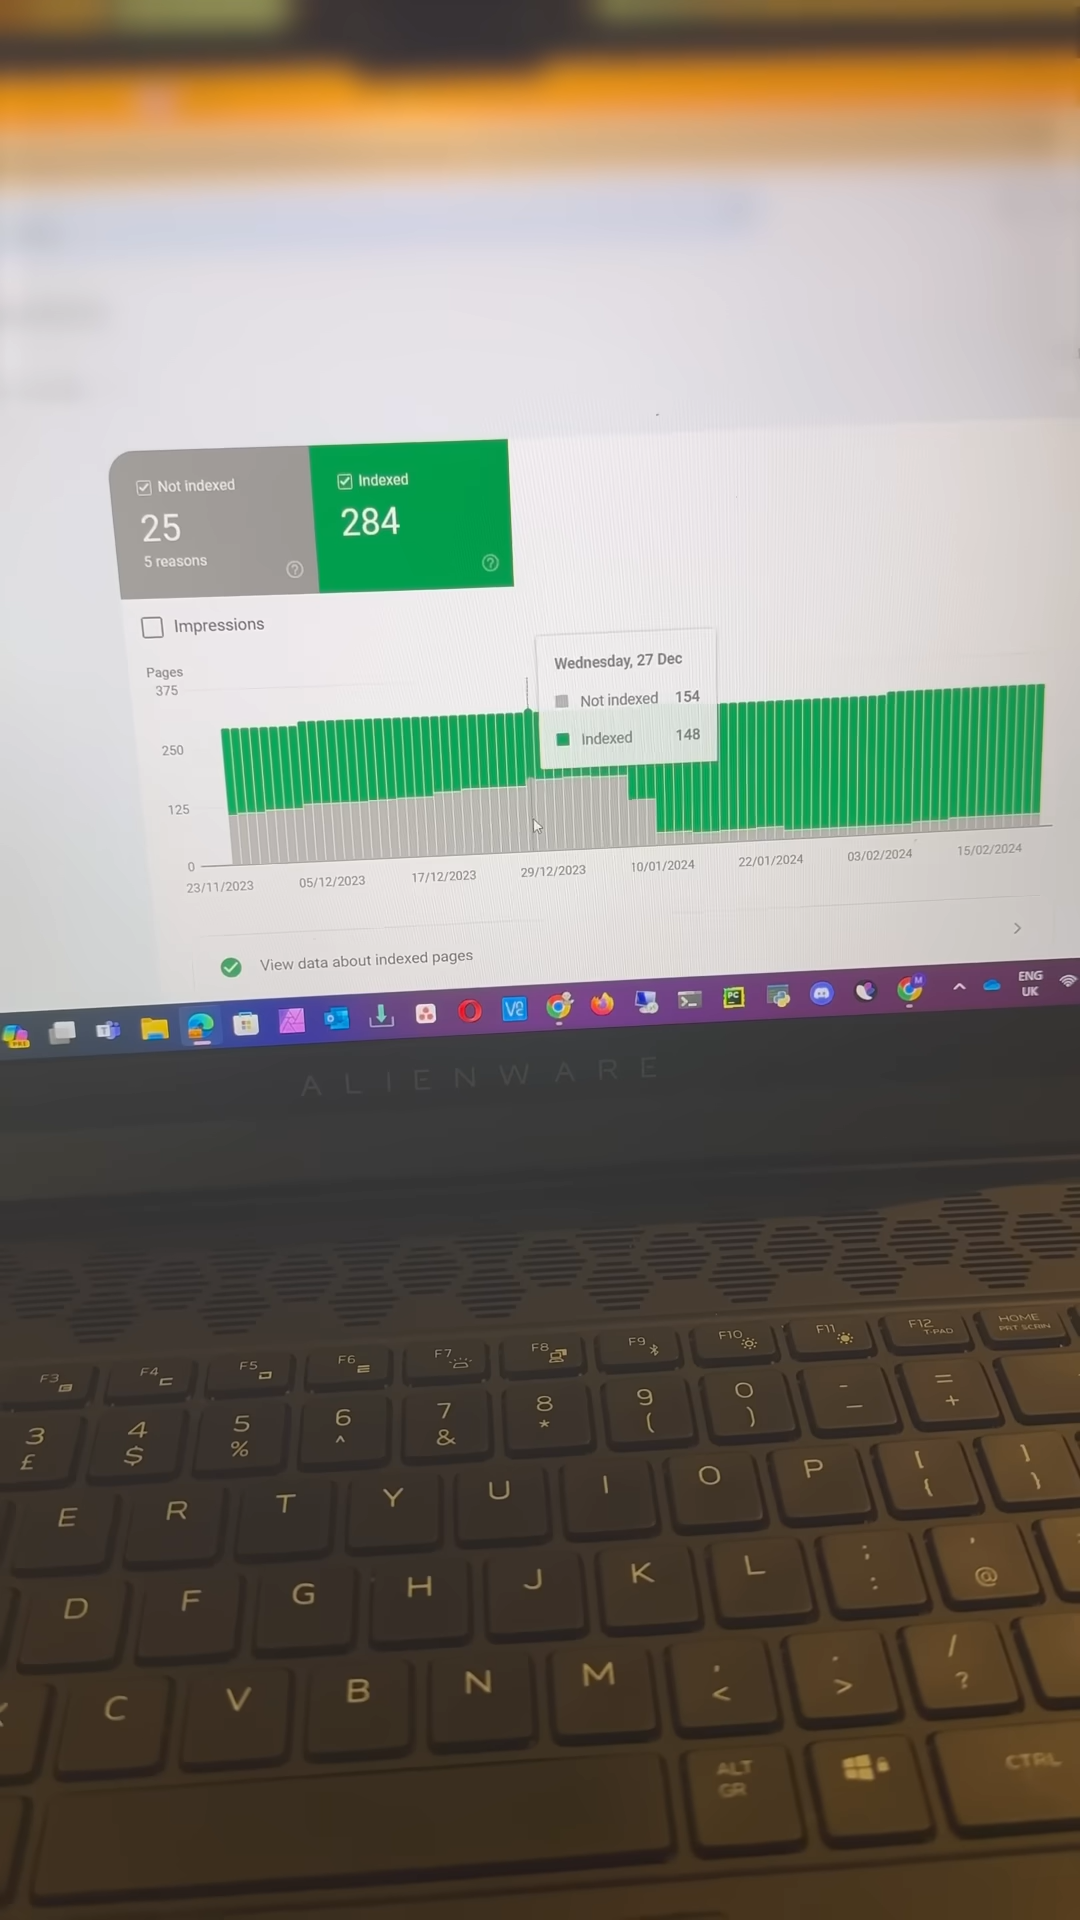 Not indexed
25
5 reasons
Indexed
284
Impressions
Pages
375
250
125
0
Wednesday, 27 Dec
Not indexed 154
Indexed 148
23/11/2023 05/12/2023 17/12/2023 29/12/2023 10/01/2024 22/01/2024 03/02/2024 15/02/2024
View data about indexed pages
ENG
UK
ALIENWARE
F3 F4 F5 F6 F7 F8 F9 F10 F11 F12 T-PAD HOME PRT SCRN
3 £ 4 $ 5 % 6 ^ 7 & 8 * 9 ( 0 ) - _ = +
E R T Y U I O P [ { ] }
D F G H J K L ; : ' @
C V B N M , < . > / ?
ALT GR CTRL